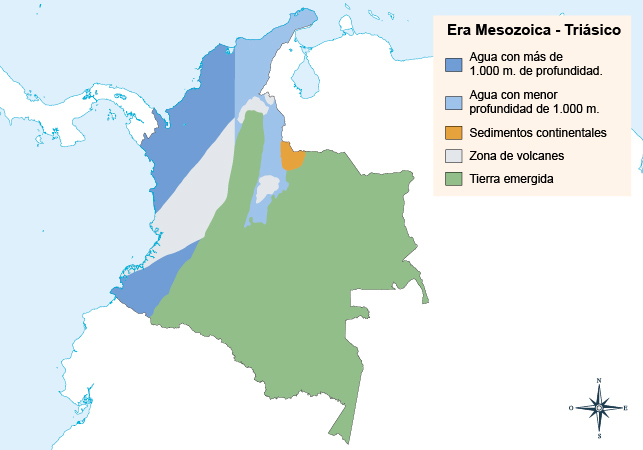 Era Mesozoica - Triásico
Agua con más de
1.000 m. de profundidad.
Agua con menor
profundidad de 1.000 m.
Sedimentos continentales
Zona de volcanes
Tierra emergida
N
O
E
S